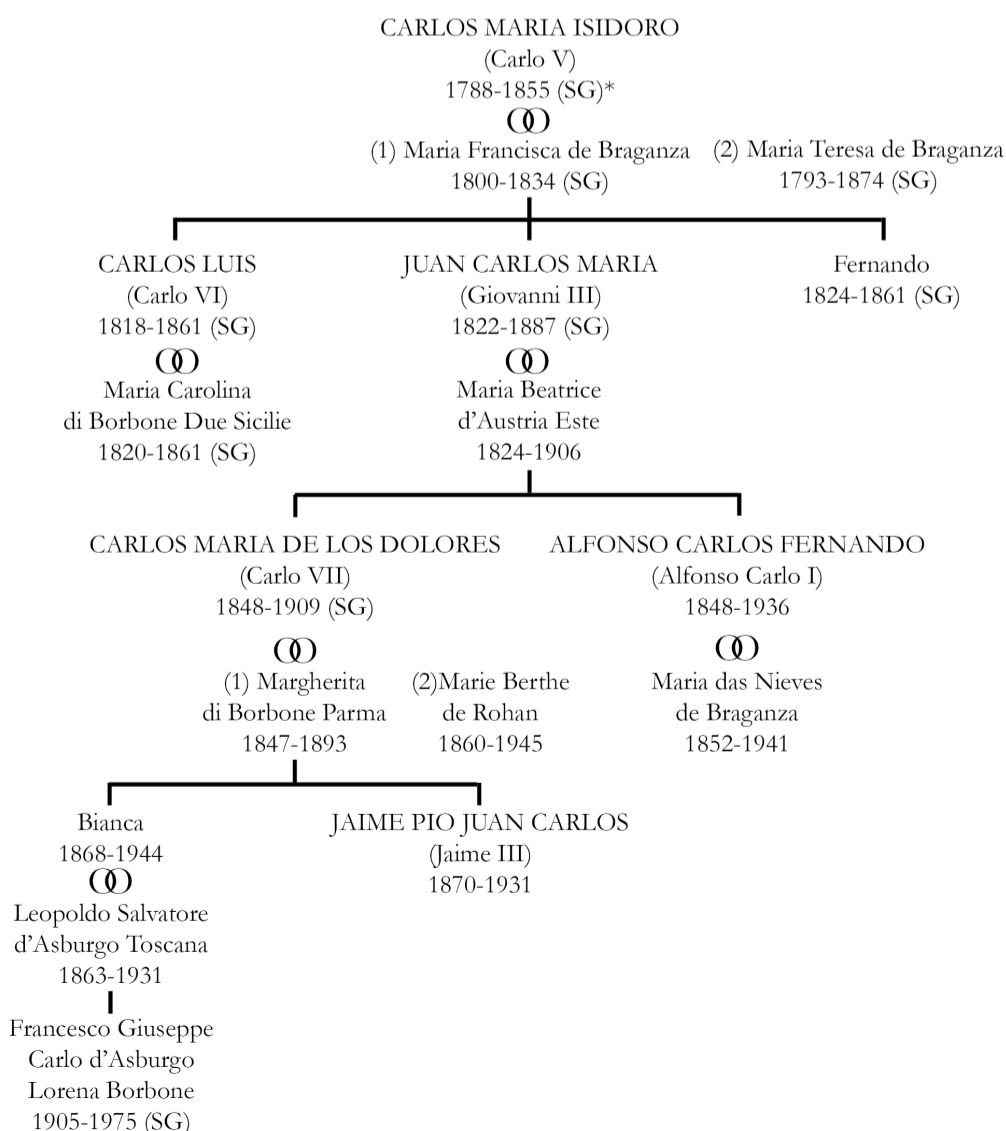 CARLOS MARIA ISIDORO
(Carlo V)
1788-1855 (SG)*
(1) Maria Francisca de Braganza
1800-1834 (SG)
(2) Maria Teresa de Braganza
1793-1874 (SG)
CARLOS LUIS
(Carlo VI)
1818-1861 (SG)
Maria Carolina
di Borbone Due Sicilie
1820-1861 (SG)
JUAN CARLOS MARIA
(Giovanni III)
1822-1887 (SG)
Maria Beatrice
d'Austria Este
1824-1906
Fernando
1824-1861 (SG)
CARLOS MARIA DE LOS DOLORES
(Carlo VII)
1848-1909 (SG)
(1) Margherita
di Borbone Parma
1847-1893
(2)Marie Berthe
de Rohan
1860-1945
ALFONSO CARLOS FERNANDO
(Alfonso Carlo I)
1848-1936
Maria das Nieves
de Braganza
1852-1941
Bianca
1868-1944
Leopoldo Salvatore
d'Asburgo Toscana
1863-1931
Francesco Giuseppe
Carlo d'Asburgo
Lorena Borbone
1905-1975 (SG)
JAIME PIO JUAN CARLOS
(Jaime III)
1870-1931